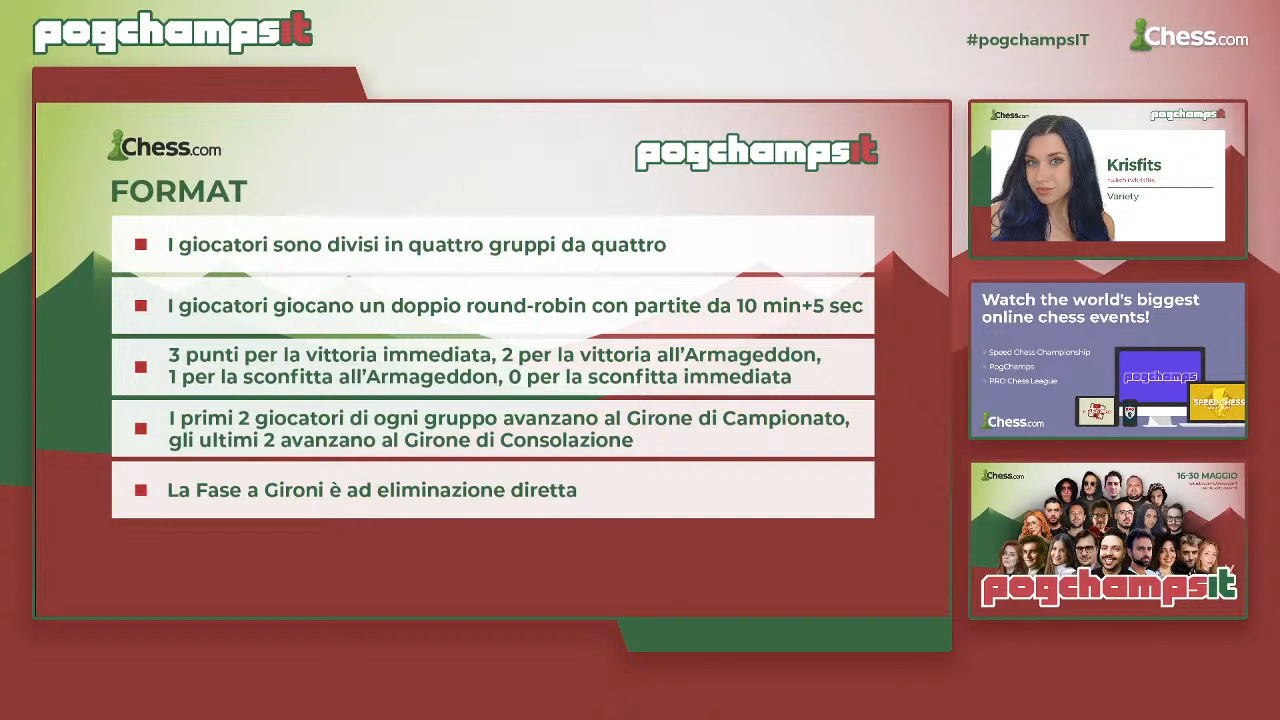 pogchampsit
#pogchampsIT
Chess.com
Chess.com
pogchampsit
FORMAT
I giocatori sono divisi in quattro gruppi da quattro
I giocatori giocano un doppio round-robin con partite da 10 min+5 sec
3 punti per la vittoria immediata, 2 per la vittoria all'Armageddon,
1 per la sconfitta all'Armageddon, 0 per la sconfitta immediata
I primi 2 giocatori di ogni gruppo avanzano al Girone di Campionato,
gli ultimi 2 avanzano al Girone di Consolazione
La Fase a Gironi è ad eliminazione diretta
Chess.com
pogchampsit
Krisfits
Variety
Watch the world's biggest
online chess events!
Speed Chess Championship
PogChamps
PRO Chess League
pogchamps
SPEED CHESS
Chess.com
Chess.com
16-30 MAGGIO
pogchampsit